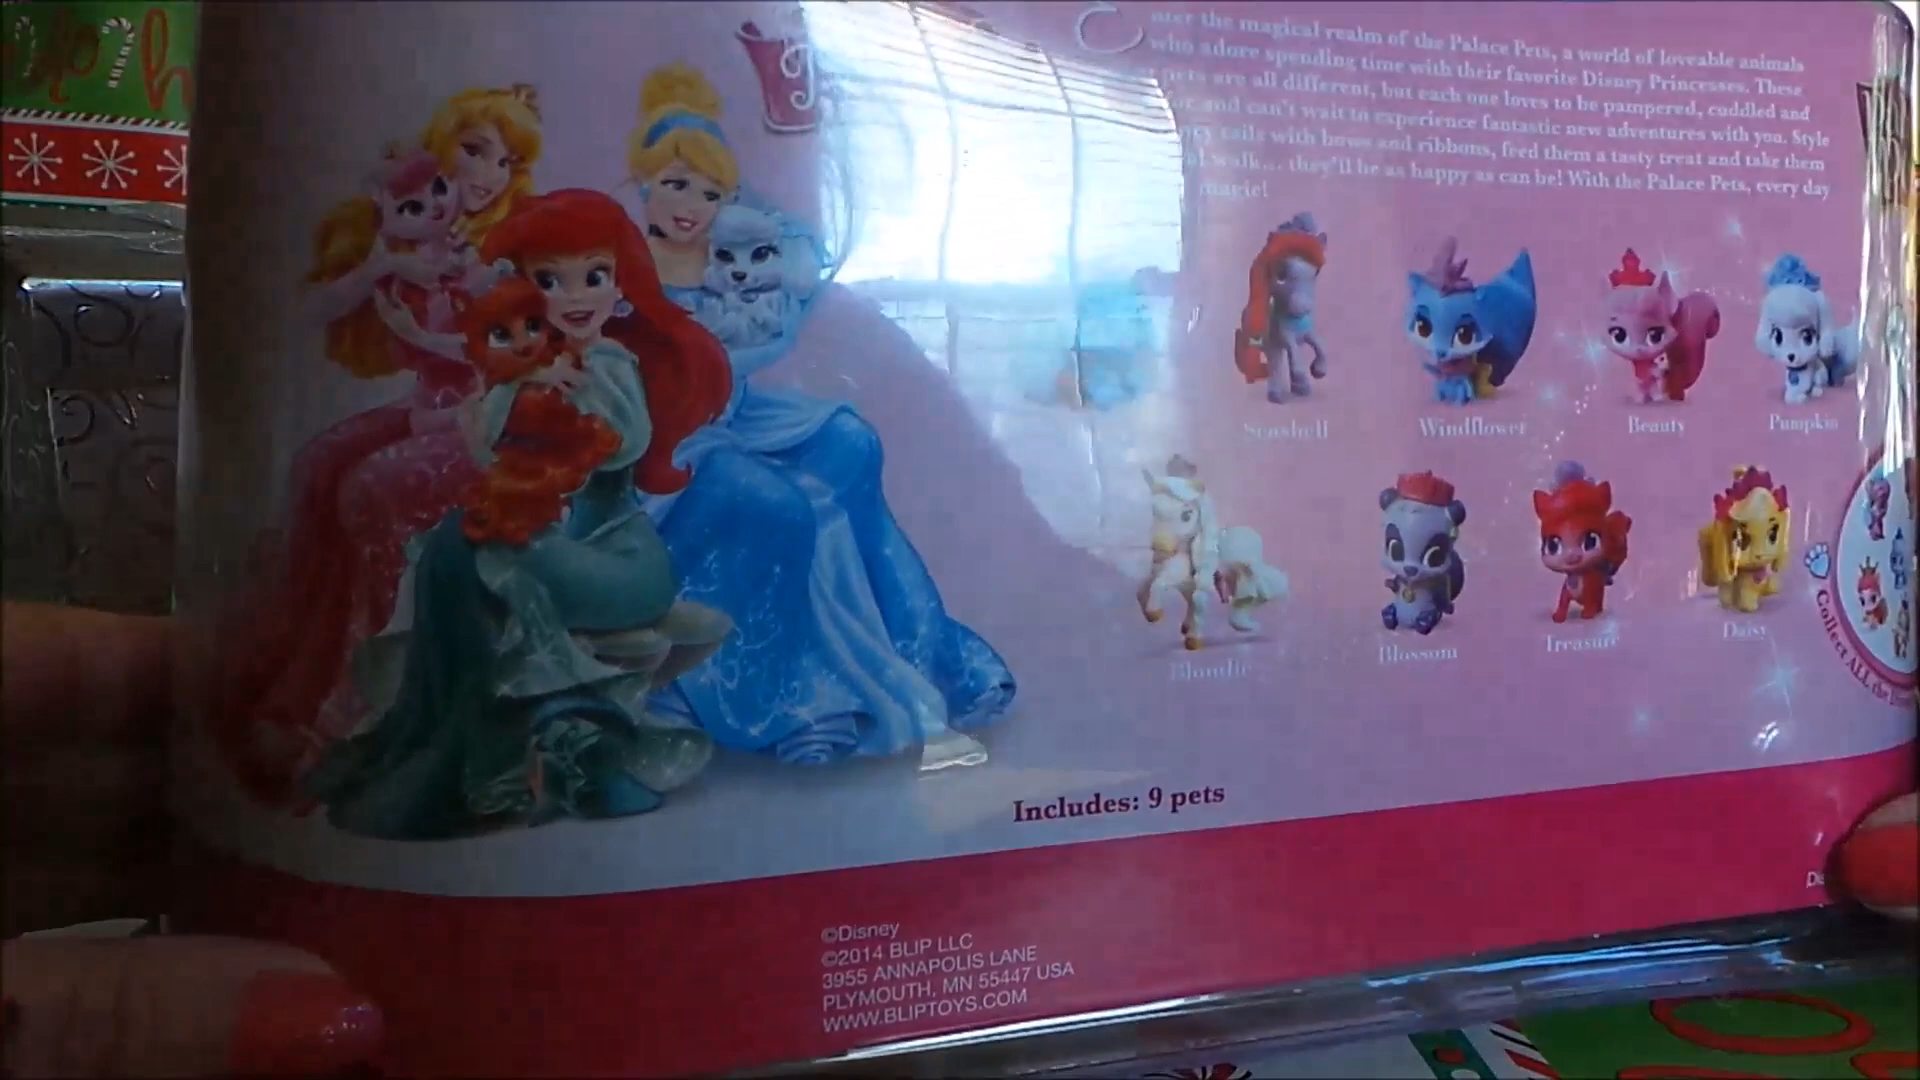 the magical realm of the Palace Pets, a world of loveable animals
who adore spending time with their favorite Disney Princesses. These
pets are all different, but each one loves to be pampered, cuddled and
and can't wait to experience fantastic new adventures with you. Style
tails with bows and ribbons, feed them a tasty treat and take them
walk... they'll be as happy as can be! With the Palace Pets, every day
magic!
Seashell Windflower Beauty Pumpkin
Blondie Blossom Treasure Daisy
Collect ALL the
Includes: 9 pets
©Disney
©2014 BLIP LLC
3955 ANNAPOLIS LANE
PLYMOUTH, MN 55447 USA
WWW.BLIPTOYS.COM